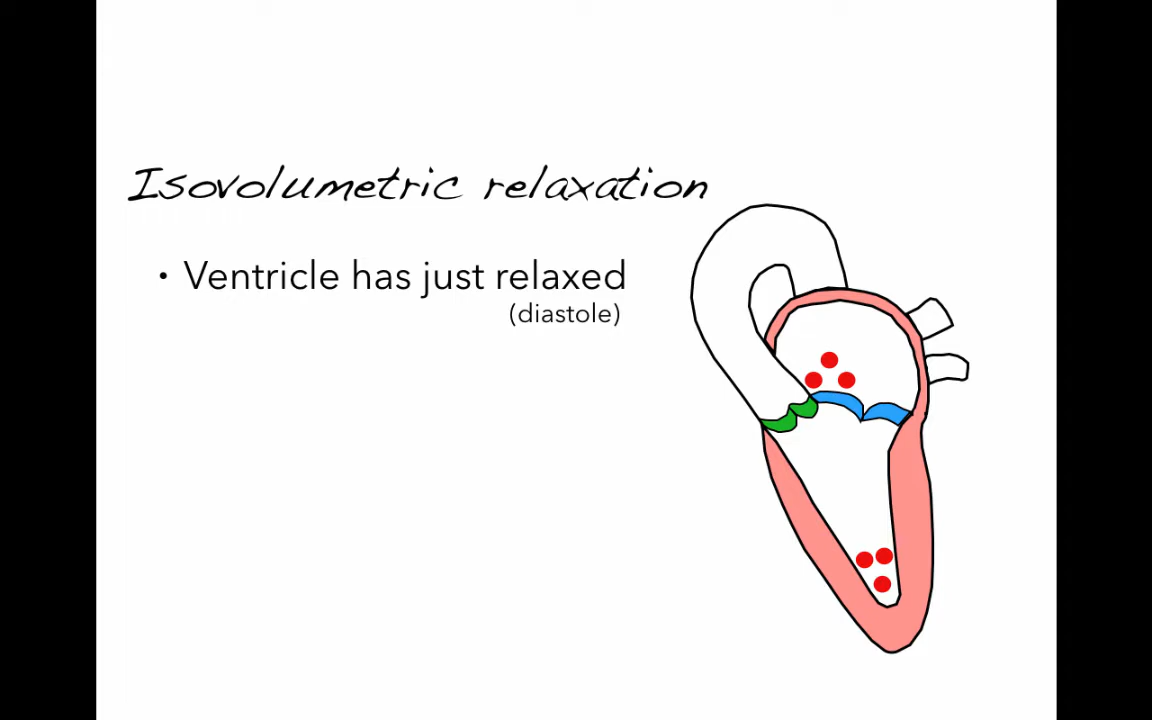 Isovolumetric relaxation
• Ventricle has just relaxed
(diastole)